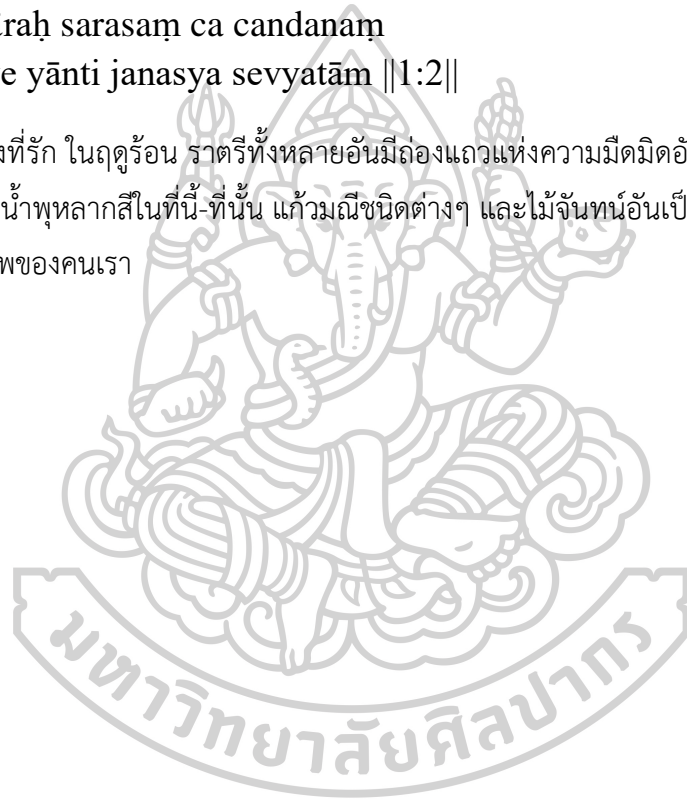 raḥ sarasaṃ ca candanaṃ
e yānti janasya sevyatām ||1:2||
งที่รัก ในฤดูร้อน ราตรีทั้งหลายอันมีถ่องแถวแห่งความมืดมิดอั
น้ำพุหลากสีในที่นี้-ที่นั้น แก้วมณีชนิดต่างๆ และไม้จันทน์อันเป็
พของคนเรา
มหาวิทยาลัยศิลปากร